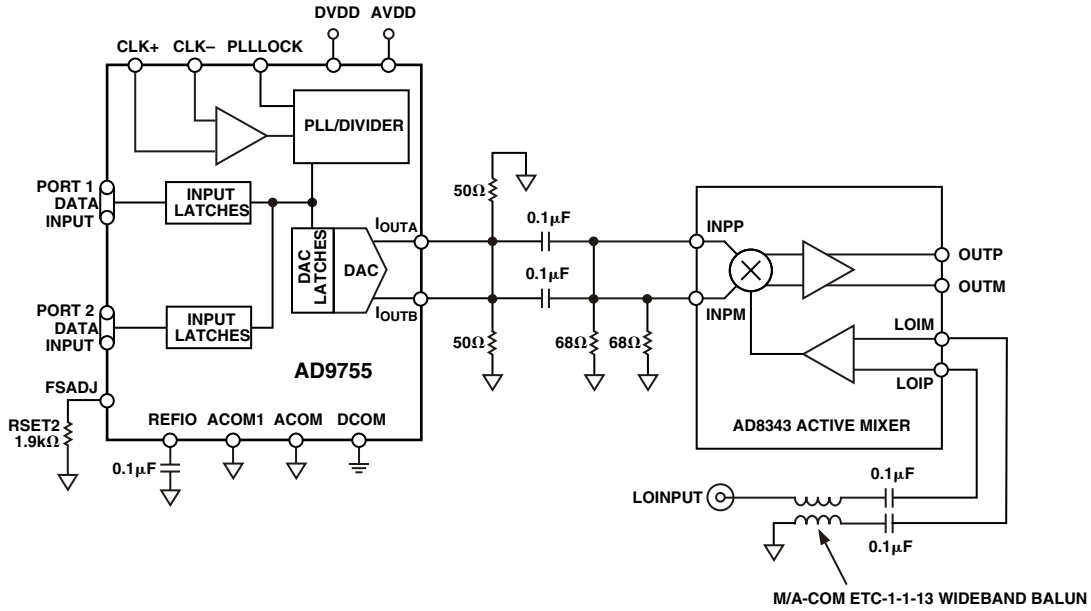 DVDD AVDD
CLK+ CLK– PLLLOCK
PLL/DIVIDER
PORT 1
DATA
INPUT
INPUT
LATCHES
PORT 2
DATA
INPUT
INPUT
LATCHES
DAC
LATCHES
DAC
IOUTA
IOUTB
AD9755
FSADJ
RSET2
1.9kΩ
REFIO ACOM1 ACOM DCOM
0.1μF
50Ω
0.1μF
0.1μF
50Ω
68Ω 68Ω
INPP
INPM
OUTP
OUTM
LOIM
LOIP
AD8343 ACTIVE MIXER
LOINPUT
0.1μF
0.1μF
M/A-COM ETC-1-1-13 WIDEBAND BALUN